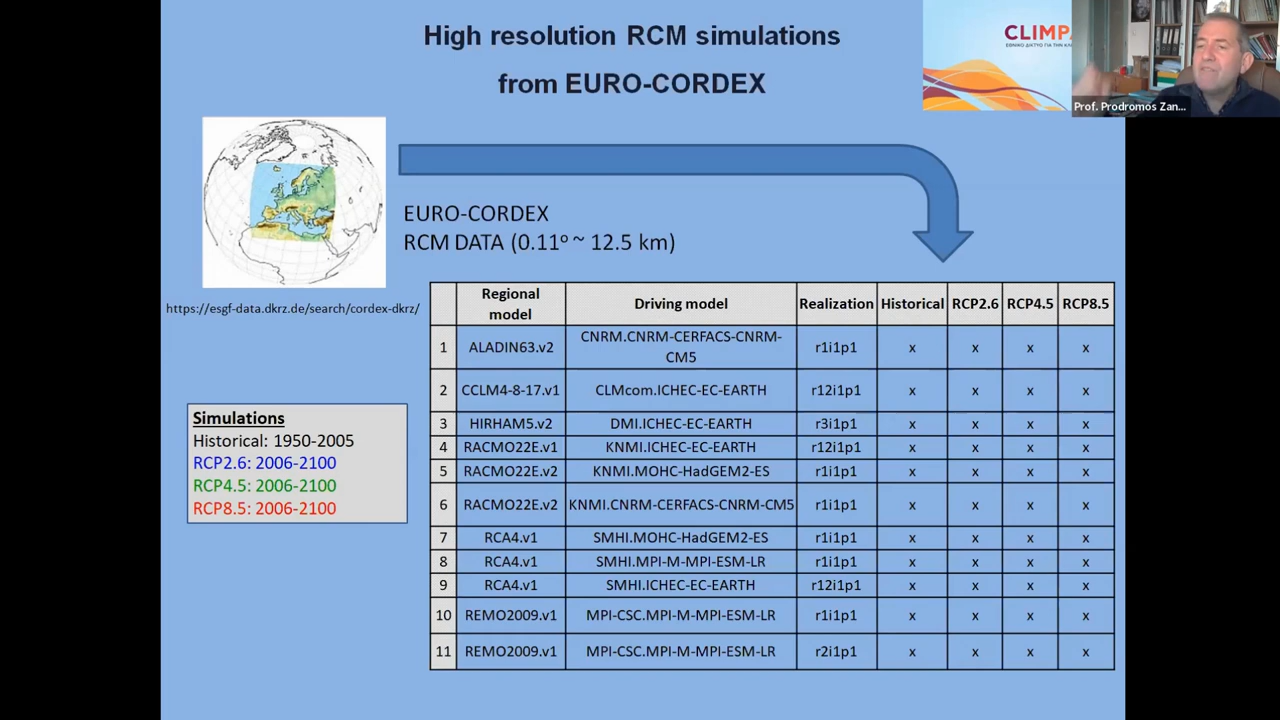 High resolution RCM simulations
from EURO-CORDEX
CLIMPA
ΕΘΝΙΚΟ ΔΙΚΤΥΟ ΓΙΑ ΤΗΝ
Prof. Prodromos Zan...
EURO-CORDEX
RCM DATA (0.11º ~ 12.5 km)
https://esgf-data.dkrz.de/search/cordex-dkrz/
Simulations
Historical: 1950-2005
RCP2.6: 2006-2100
RCP4.5: 2006-2100
RCP8.5: 2006-2100
Regional model Driving model Realization Historical RCP2.6 RCP4.5 RCP8.5
1 ALADIN63.v2 CNRM.CNRM-CERFACS-CNRM-CM5 r1i1p1 x x x x
2 CCLM4-8-17.v1 CLMcom.ICHEC-EC-EARTH r12i1p1 x x x x
3 HIRHAM5.v2 DMI.ICHEC-EC-EARTH r3i1p1 x x x x
4 RACMO22E.v1 KNMI.ICHEC-EC-EARTH r12i1p1 x x x x
5 RACMO22E.v2 KNMI.MOHC-HadGEM2-ES r1i1p1 x x x x
6 RACMO22E.v2 KNMI.CNRM-CERFACS-CNRM-CM5 r1i1p1 x x x x
7 RCA4.v1 SMHI.MOHC-HadGEM2-ES r1i1p1 x x x x
8 RCA4.v1 SMHI.MPI-M-MPI-ESM-LR r1i1p1 x x x x
9 RCA4.v1 SMHI.ICHEC-EC-EARTH r12i1p1 x x x x
10 REMO2009.v1 MPI-CSC.MPI-M-MPI-ESM-LR r1i1p1 x x x x
11 REMO2009.v1 MPI-CSC.MPI-M-MPI-ESM-LR r2i1p1 x x x x